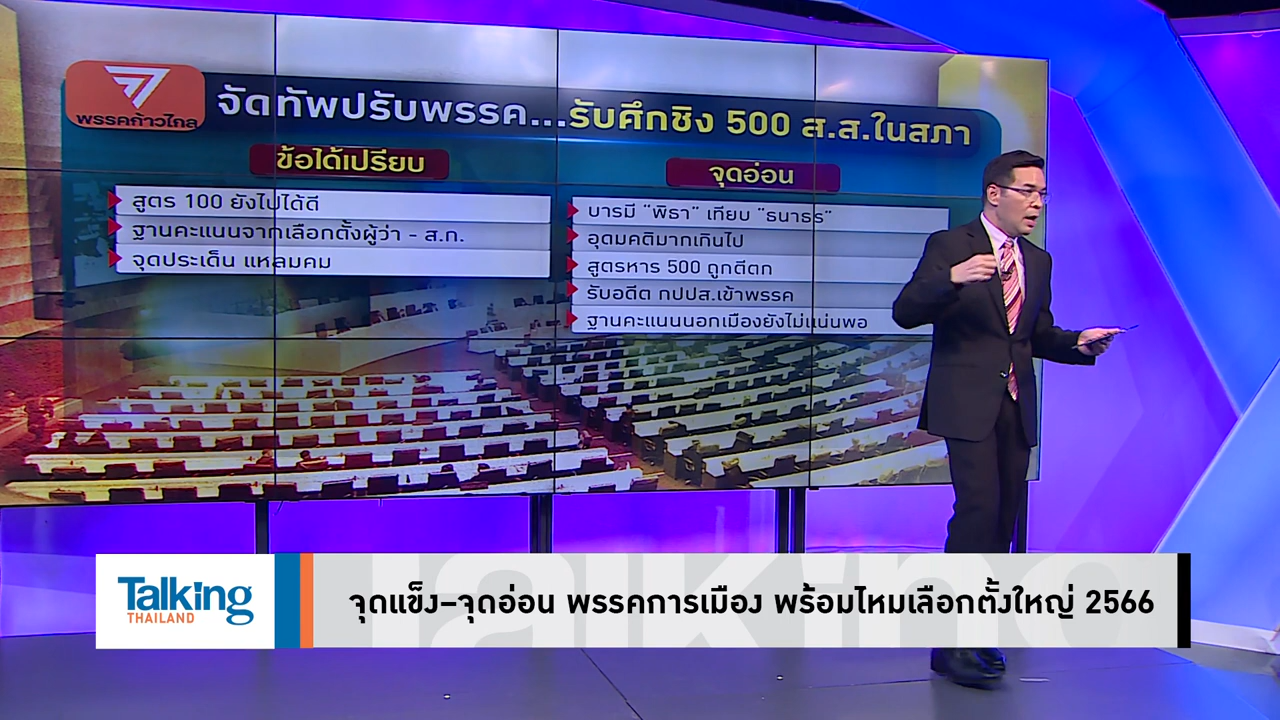 พรรคก้าวไกล
จัดทัพปรับพรรค...รับศึกชิง 500 ส.ส.ในสภา
ข้อได้เปรียบ
สูตร 100 ยังไปได้ดี
ฐานคะแนนจากเลือกตั้งผู้ว่า - ส.ก.
จุดประเด็น แหลมคม
จุดอ่อน
บารมี "พิธา" เทียบ "ธนาธร"
อุดมคติมากเกินไป
สูตรหาร 500 ถูกตีตก
รับอดีต กปปส.เข้าพรรค
ฐานคะแนนนอกเมืองยังไม่แน่นพอ
Talking
THAILAND
จุดแข็ง-จุดอ่อน พรรคการเมือง พร้อมไหมเลือกตั้งใหญ่ 2566